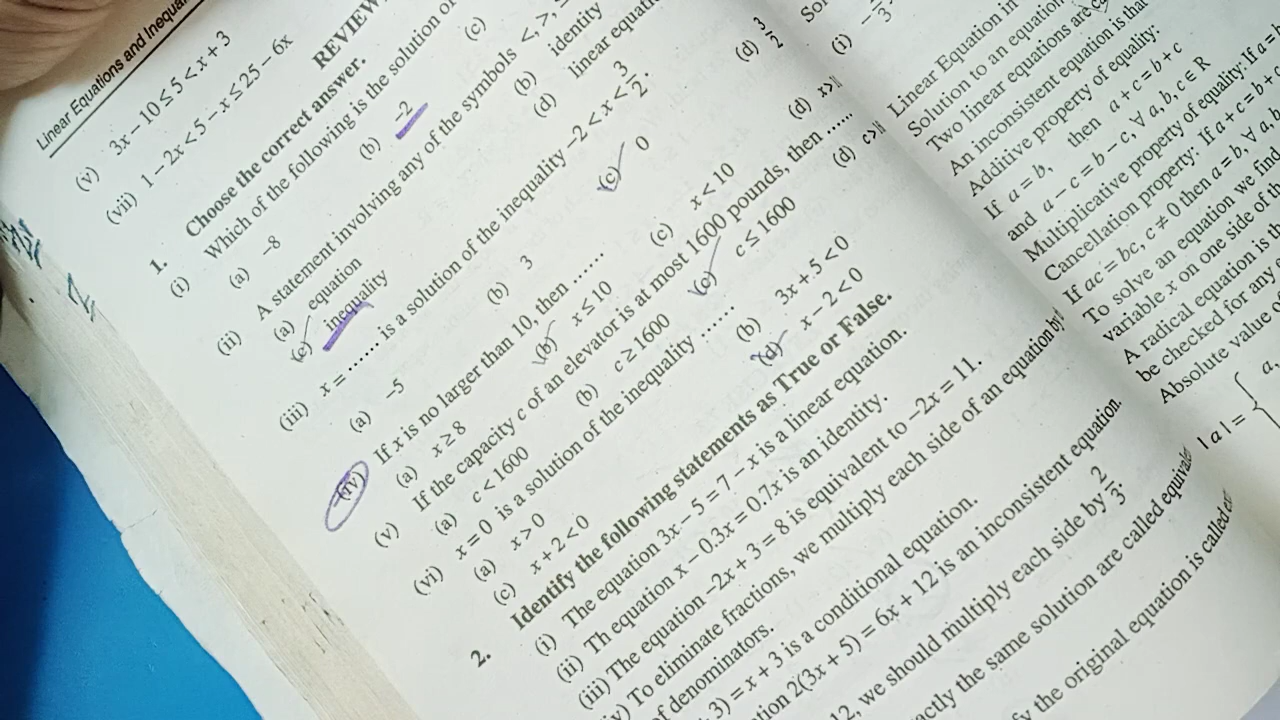 Linear Equations and Inequa
(v) 3x – 10 ≤ 5 < x + 3
(vii) 1 – 2x < 5 – x ≤ 25 – 6x
REVIEW
1. Choose the correct answer.
(i) Which of the following is the solution of
(a) –8 (b) –2 (c)
(d) 3/2
(ii) A statement involving any of the symbols <, >,
(a) equation (b) identity
(c) inequality (d) linear equati
(iii) x = ...... is a solution of the inequality –2 < x < 3/2.
(a) –5 (b) 3 (c) 0
(iv) If x is no larger than 10, then ......
(a) x ≥ 8 (b) x ≤ 10 (c) x < 10 (d) x >
(v) If the capacity c of an elevator is at most 1600 pounds, then .....
(a) c < 1600 (b) c ≥ 1600 (c) c ≤ 1600 (d) c >
(vi) x = 0 is a solution of the inequality ......
(a) x > 0 (b) 3x + 5 < 0
(c) x + 2 < 0 (d) x – 2 < 0
2. Identify the following statements as True or False.
(i) The equation 3x – 5 = 7 – x is a linear equation.
(ii) Th equation x – 0.3x = 0.7x is an identity.
(iii) The equation –2x + 3 = 8 is equivalent to –2x = 11.
v) To eliminate fractions, we multiply each side of an equation by
of denominators.
3) = x + 3 is a conditional equation.
tion 2(3x + 5) = 6x + 12 is an inconsistent equation.
12, we should multiply each side by 2/3.
actly the same solution are called equivale
fy the original equation is called
Sol
(i) –3
Linear Equation in
Solution to an equation
Two linear equations are
An inconsistent equation is that
Additive property of equality:
If a = b, then a + c = b + c
and a – c = b – c, ∀ a, b, c ∈ R
Multiplicative property of equality: If a =
Cancellation property: If a + c = b +
If ac = bc, c ≠ 0 then a = b, ∀ a, b,
To solve an equation we find
variable x on one side of th
A radical equation is th
be checked for any
Absolute value o
| a | = { a,